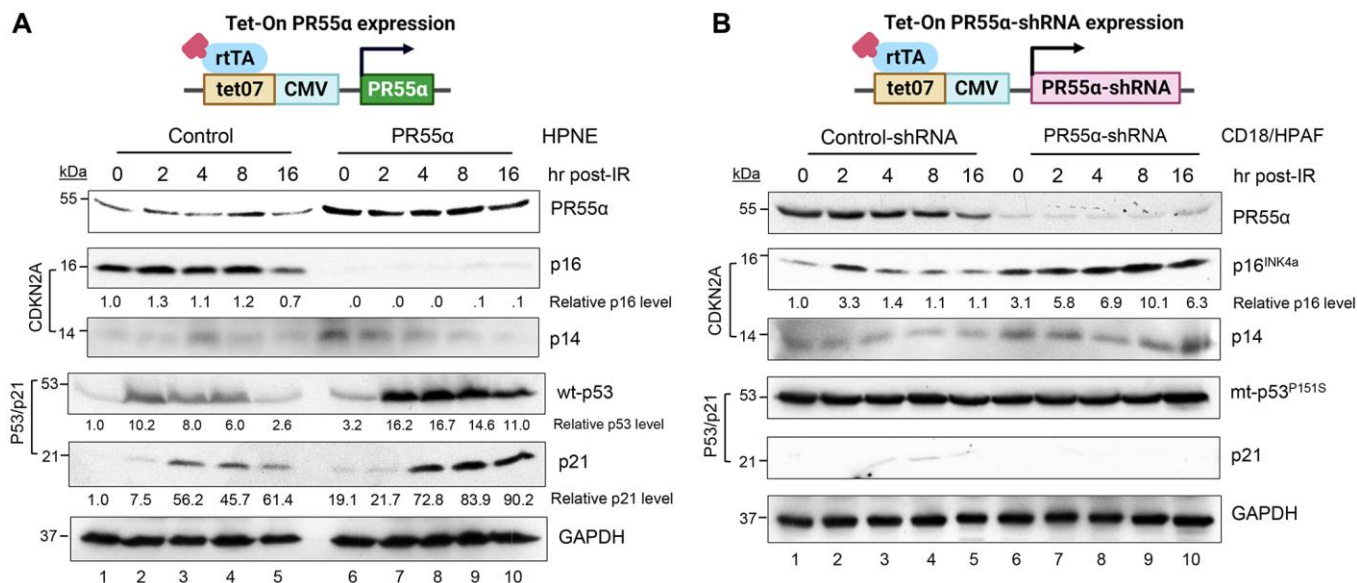 A
Tet-On PR55α expression
rtTA
tet07 CMV PR55α
Control PR55α HPNE
kDa 0 2 4 8 16 0 2 4 8 16 hr post-IR
55 PR55α
CDKN2A
16 p16
1.0 1.3 1.1 1.2 0.7 .0 .0 .0 .1 .1 Relative p16 level
14 p14
P53/p21
53 wt-p53
1.0 10.2 8.0 6.0 2.6 3.2 16.2 16.7 14.6 11.0 Relative p53 level
21 p21
1.0 7.5 56.2 45.7 61.4 19.1 21.7 72.8 83.9 90.2 Relative p21 level
37 GAPDH
1 2 3 4 5 6 7 8 9 10
B
Tet-On PR55α-shRNA expression
rtTA
tet07 CMV PR55α-shRNA
Control-shRNA PR55α-shRNA CD18/HPAF
kDa 0 2 4 8 16 0 2 4 8 16 hr post-IR
55 PR55α
CDKN2A
16 p16INK4a
1.0 3.3 1.4 1.1 1.1 3.1 5.8 6.9 10.1 6.3 Relative p16 level
14 p14
P53/p21
53 mt-p53P151S
21 p21
37 GAPDH
1 2 3 4 5 6 7 8 9 10